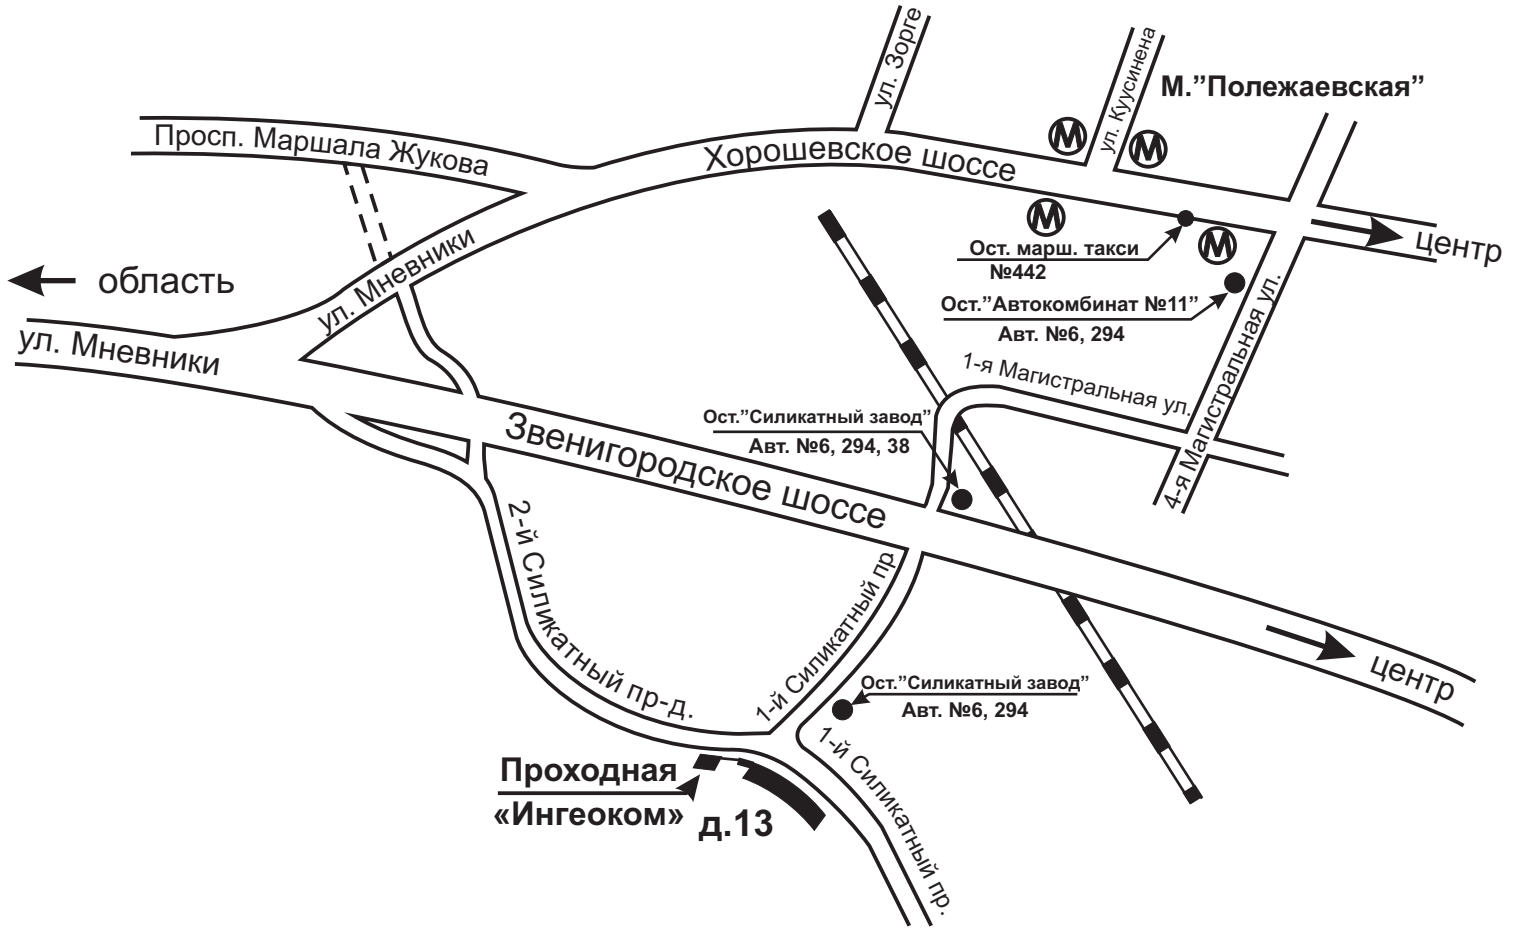 ул. Зорге
ул. Куусинена
М.”Полежаевская”
Просп. Маршала Жукова
Хорошевское шоссе
М
М
М
М
Ост. марш. такси
№442
центр
область
ул. Мневники
ул. Мневники
Ост.”Автокомбинат №11”
Авт. №6, 294
1-я Магистральная ул.
4-я Магистральная ул.
Ост.”Силикатный завод”
Авт. №6, 294, 38
Звенигородское шоссе
2-й Силикатный пр-д.
1-й Силикатный пр.
центр
Ост.”Силикатный завод”
Авт. №6, 294
1-й Силикатный пр.
Проходная
«Ингеоком»
д.13